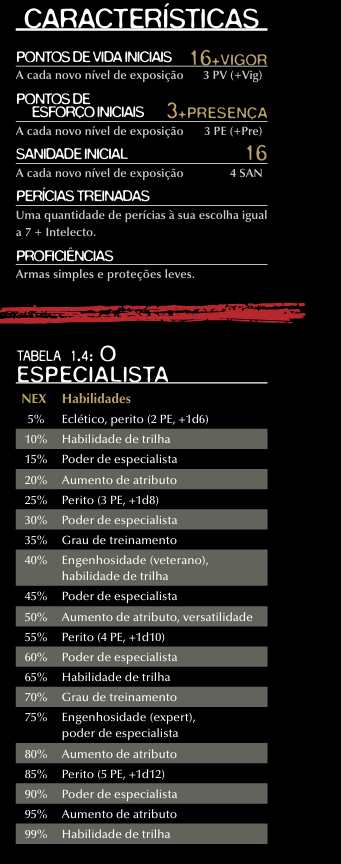 CARACTERÍSTICAS
PONTOS DE VIDA INICIAIS 16+VIGOR
A cada novo nível de exposição 3 PV (+Vig)
PONTOS DE
ESFORÇO INICIAIS 3+PRESENÇA
A cada novo nível de exposição 3 PE (+Pre)
SANIDADE INICIAL 16
A cada novo nível de exposição 4 SAN
PERÍCIAS TREINADAS
Uma quantidade de perícias à sua escolha igual
a 7 + Intelecto.
PROFICIÊNCIAS
Armas simples e proteções leves.
TABELA 1.4: O
ESPECIALISTA
NEX Habilidades
5% Eclético, perito (2 PE, +1d6)
10% Habilidade de trilha
15% Poder de especialista
20% Aumento de atributo
25% Perito (3 PE, +1d8)
30% Poder de especialista
35% Grau de treinamento
40% Engenhosidade (veterano),
habilidade de trilha
45% Poder de especialista
50% Aumento de atributo, versatilidade
55% Perito (4 PE, +1d10)
60% Poder de especialista
65% Habilidade de trilha
70% Grau de treinamento
75% Engenhosidade (expert),
poder de especialista
80% Aumento de atributo
85% Perito (5 PE, +1d12)
90% Poder de especialista
95% Aumento de atributo
99% Habilidade de trilha